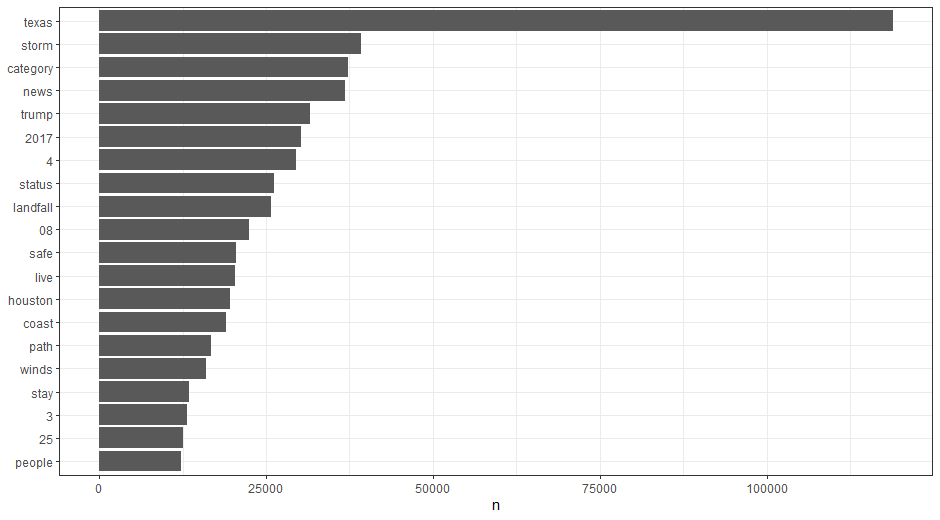 texas
storm
category
news
trump
2017
4
status
landfall
08
safe
live
houston
coast
path
winds
stay
3
25
people
0 25000 50000 75000 100000
n